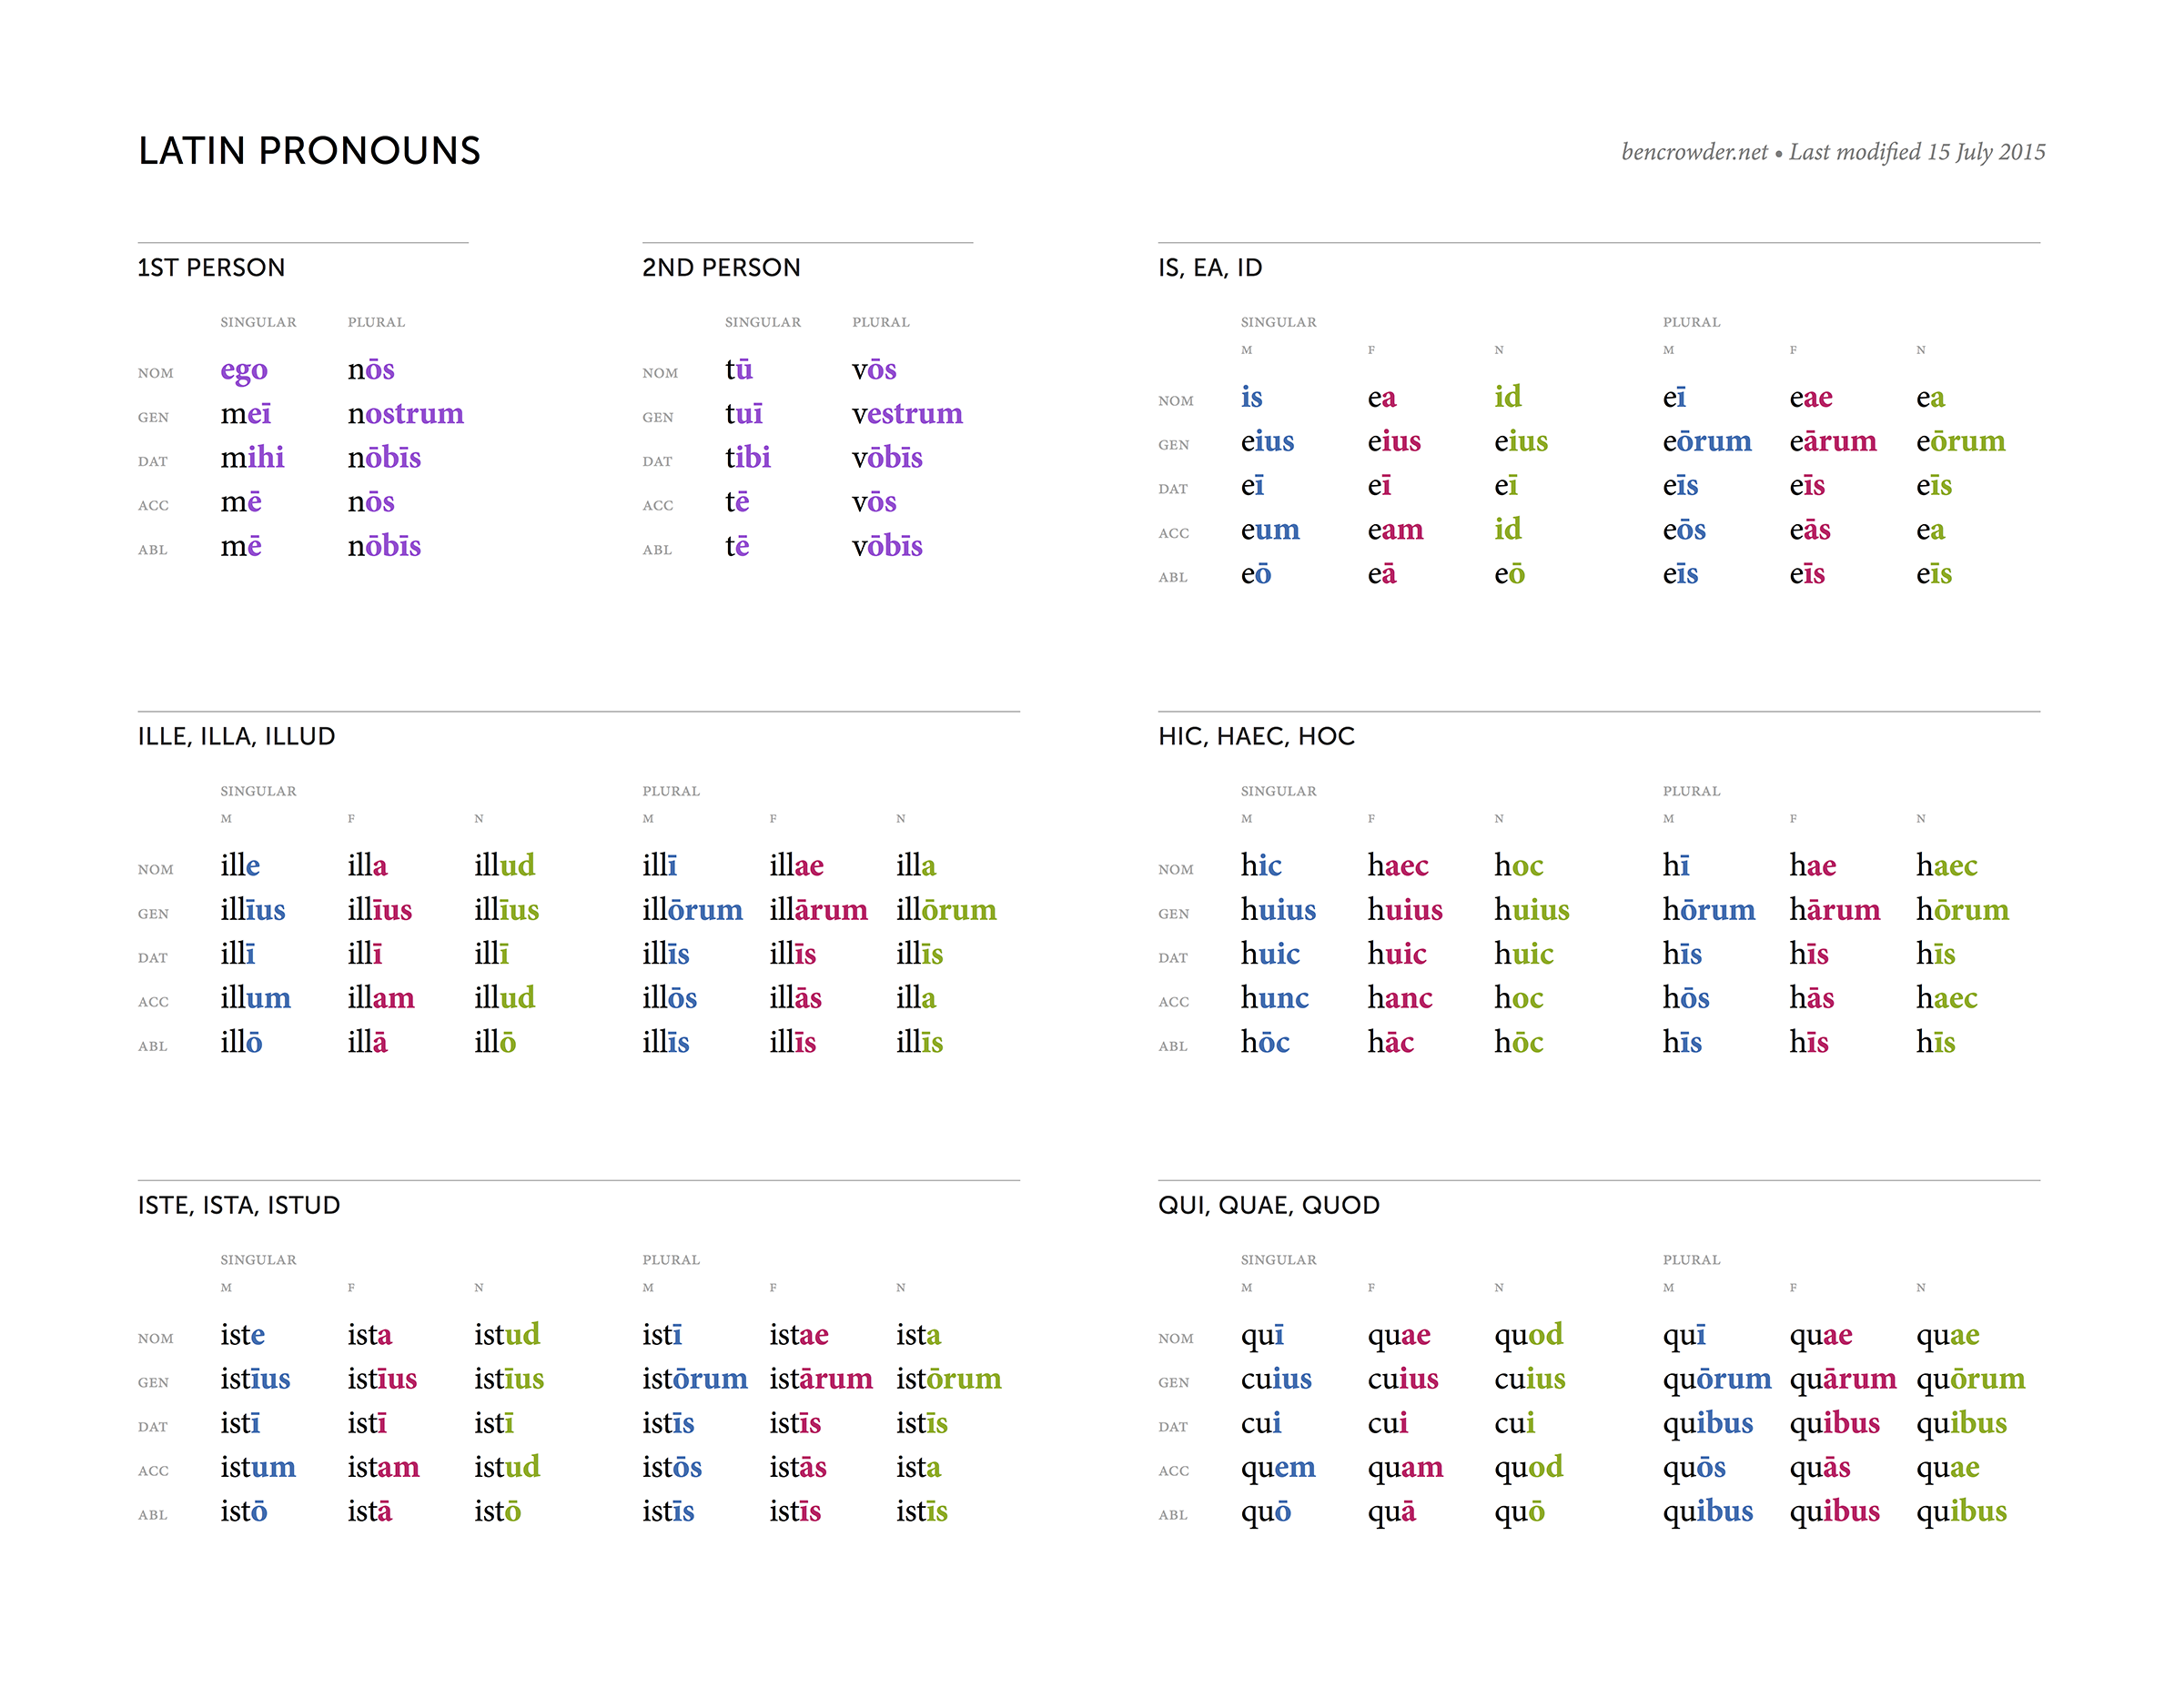 LATIN PRONOUNS
bencrowder.net • Last modified 15 July 2015
1ST PERSON
SINGULAR PLURAL
NOM ego nōs
GEN meī nostrum
DAT mihi nōbīs
ACC mē nōs
ABL mē nōbīs
2ND PERSON
SINGULAR PLURAL
NOM tū vōs
GEN tuī vestrum
DAT tibi vōbīs
ACC tē vōs
ABL tē vōbīs
IS, EA, ID
SINGULAR PLURAL
M F N M F N
NOM is ea id eī eae ea
GEN eius eius eius eōrum eārum eōrum
DAT eī eī eī eīs eīs eīs
ACC eum eam id eōs eās ea
ABL eō eā eō eīs eīs eīs
ILLE, ILLA, ILLUD
SINGULAR PLURAL
M F N M F N
NOM ille illa illud illī illae illa
GEN illīus illīus illīus illōrum illārum illōrum
DAT illī illī illī illīs illīs illīs
ACC illum illam illud illōs illās illa
ABL illō illā illō illīs illīs illīs
HIC, HAEC, HOC
SINGULAR PLURAL
M F N M F N
NOM hic haec hoc hī hae haec
GEN huius huius huius hōrum hārum hōrum
DAT huic huic huic hīs hīs hīs
ACC hunc hanc hoc hōs hās haec
ABL hōc hāc hōc hīs hīs hīs
ISTE, ISTA, ISTUD
SINGULAR PLURAL
M F N M F N
NOM iste ista istud istī istae ista
GEN istīus istīus istīus istōrum istārum istōrum
DAT istī istī istī istīs istīs istīs
ACC istum istam istud istōs istās ista
ABL istō istā istō istīs istīs istīs
QUI, QUAE, QUOD
SINGULAR PLURAL
M F N M F N
NOM quī quae quod quī quae quae
GEN cuius cuius cuius quōrum quārum quōrum
DAT cui cui cui quibus quibus quibus
ACC quem quam quod quōs quās quae
ABL quō quā quō quibus quibus quibus